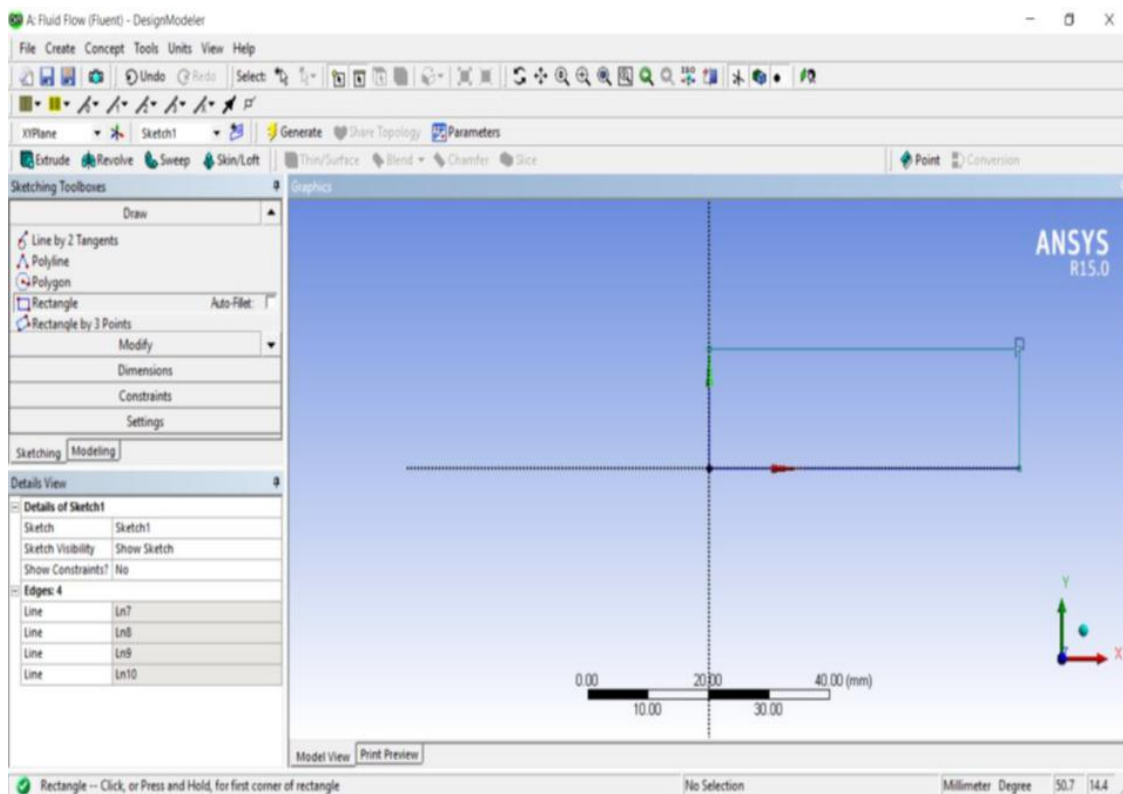 A: Fluid Flow (Fluent) - DesignModeler
File Create Concept Tools Units View Help
Undo Redo Select:
XYPlane Sketch1 Generate Share Topology Parameters
Extrude Revolve Sweep Skin/Loft Thin/Surface Blend Chamfer Slice Point Conversion
Sketching Toolboxes
Draw
Line by 2 Tangents
Polyline
Polygon
Rectangle Auto-Fillet:
Rectangle by 3 Points
Modify
Dimensions
Constraints
Settings
Sketching Modeling
Details View
Details of Sketch1
Sketch Sketch1
Sketch Visibility Show Sketch
Show Constraints? No
Edges: 4
Line Ln7
Line Ln8
Line Ln9
Line Ln10
Graphics
ANSYS
R15.0
P
Y
X
0.00 20.00 40.00 (mm)
10.00 30.00
Model View Print Preview
Rectangle -- Click, or Press and Hold, for first corner of rectangle No Selection Millimeter Degree 50.7 14.4